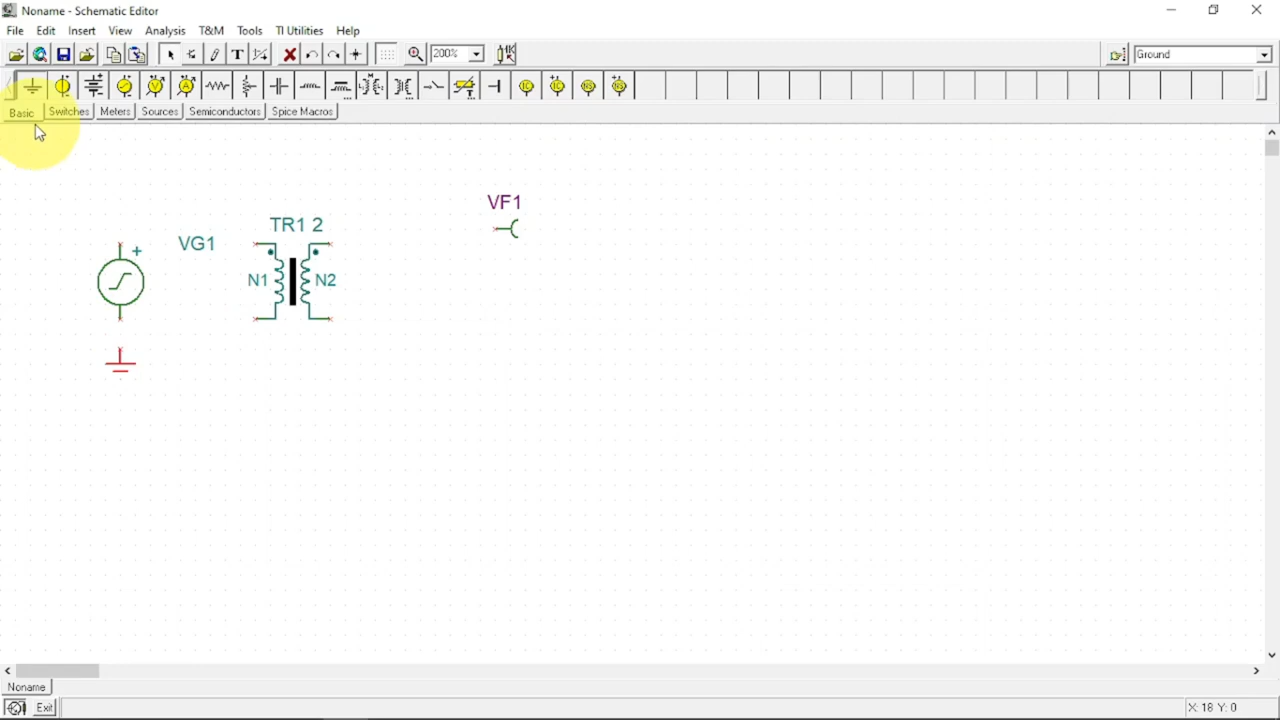 Noname - Schematic Editor
File Edit Insert View Analysis T&M Tools TI Utilities Help
T 200% Ground
Basic Switches Meters Sources Semiconductors Spice Macros
VF1
TR1 2
VG1
+
N1 N2
Noname
Exit X: 18 Y: 0